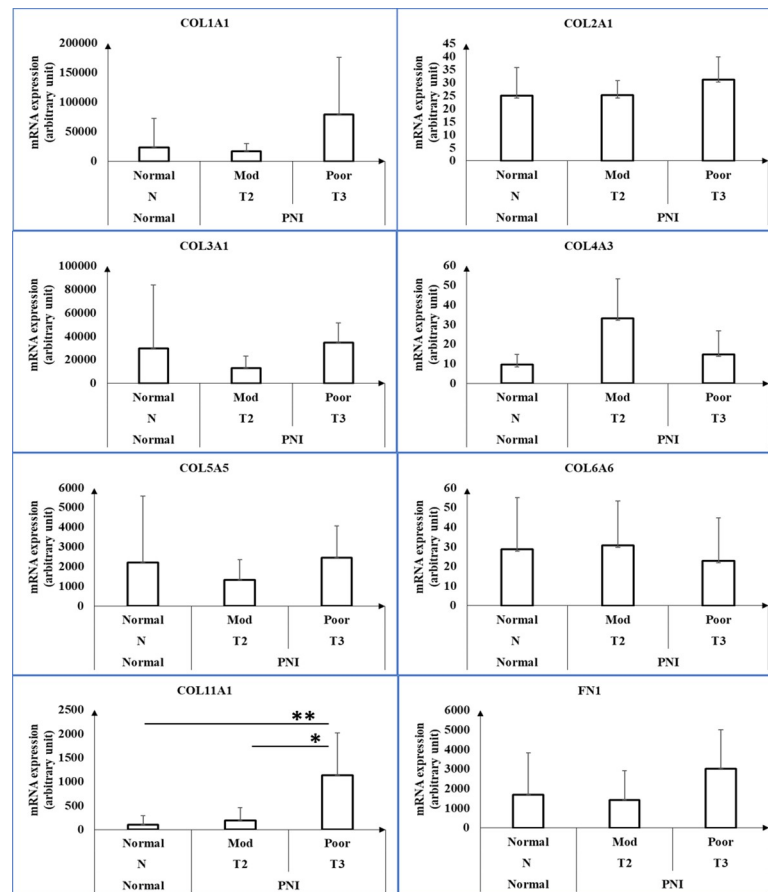 COL1A1
mRNA expression
(arbitrary unit)
200000
150000
100000
50000
0
Normal Mod Poor
N T2 T3
Normal PNI
COL2A1
mRNA expression
(arbitrary unit)
45
40
35
30
25
20
15
10
5
0
Normal Mod Poor
N T2 T3
Normal PNI
COL3A1
mRNA expression
(arbitrary unit)
100000
80000
60000
40000
20000
0
Normal Mod Poor
N T2 T3
Normal PNI
COL4A3
mRNA expression
(arbitrary unit)
60
50
40
30
20
10
0
Normal Mod Poor
N T2 T3
Normal PNI
COL5A5
mRNA expression
(arbitrary unit)
6000
5000
4000
3000
2000
1000
0
Normal Mod Poor
N T2 T3
Normal PNI
COL6A6
mRNA expression
(arbitrary unit)
60
50
40
30
20
10
0
Normal Mod Poor
N T2 T3
Normal PNI
COL11A1
mRNA expression
(arbitrary unit)
2500
2000
1500
1000
500
0
**
*
Normal Mod Poor
N T2 T3
Normal PNI
FN1
mRNA expression
(arbitrary unit)
6000
5000
4000
3000
2000
1000
0
Normal Mod Poor
N T2 T3
Normal PNI